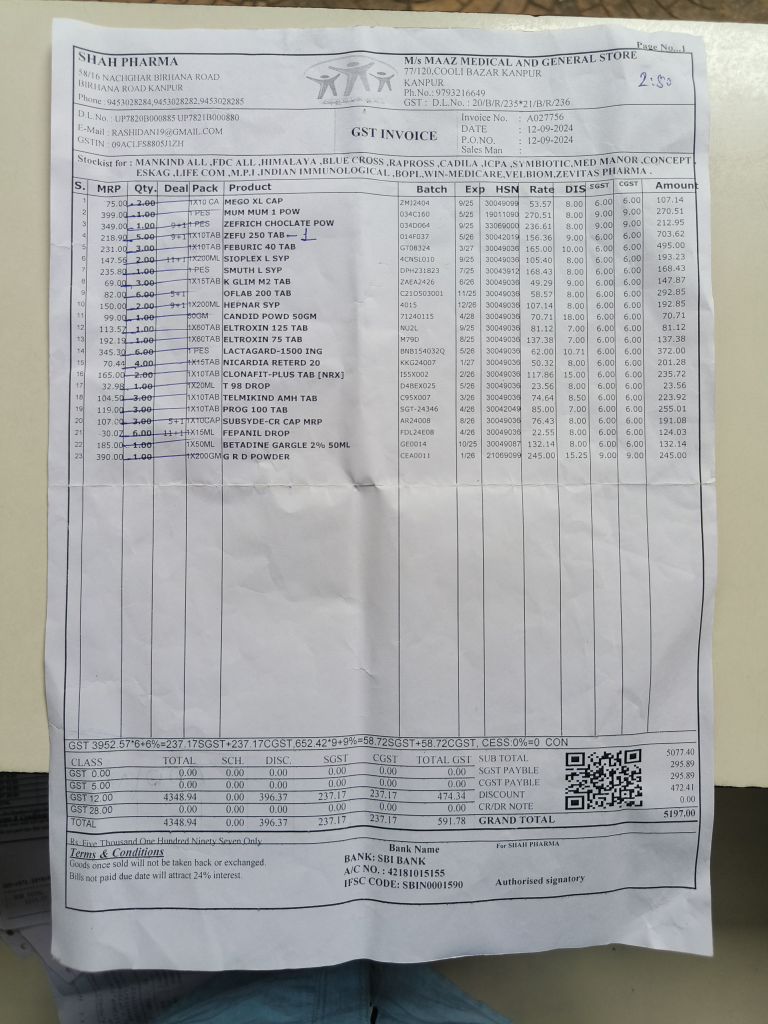 Page No...1
SHAH PHARMA
58/16 NACHGHAR BIRHANA ROAD
BIRHANA ROAD KANPUR
Phone : 9453028284,9453028282,9453028285
M/s MAAZ MEDICAL AND GENERAL STORE
77/120,COOLI BAZAR KANPUR
KANPUR
Ph.No.: 9793216649
GST : D.L.No. : 20/B/R/235*21/B/R/236
2:50
D.L.No. : UP7820B000885 UP7821B000880
E-Mail : RASHIDAN19@GMAIL.COM
GSTIN : 09ACLFS8805J1ZH
GST INVOICE
Invoice No. : A027756
DATE : 12-09-2024
P.O.NO. : 12-09-2024
Sales Man :
Stockist for : MANKIND ALL ,FDC ALL ,HIMALAYA ,BLUE CROSS ,RAPROSS ,CADILA ,ICPA ,SYMBIOTIC,MED MANOR ,CONCEPT,
ESKAG ,LIFE COM ,M.P.I ,INDIAN IMMUNOLOGICAL ,BOPL,WIN-MEDICARE,VELBIOM,ZEVITAS PHARMA .
S. MRP Qty. Deal Pack Product Batch Exp HSN Rate DIS SGST CGST Amount
1 75.00 2.00 1X10 CA MEGO XL CAP ZMJ2404 9/25 30049099 53.57 8.00 6.00 6.00 107.14
2 399.00 1.00 1 PES MUM MUM 1 POW 034C160 5/25 19011090 270.51 8.00 6.00 9.00 270.51
3 349.00 1.00 1 PES ZEFRICH CHOCLATE POW 034D064 9/25 33069000 236.61 8.00 6.00 6.00 212.95
4 218.90 5.00 9+1 1X10TAB ZEFU 250 TAB – 1 014F037 5/26 30042019 156.36 9.00 6.00 6.00 703.62
5 231.00 3.00 1X10TAB FEBURIC 40 TAB GT08324 3/27 30049036 165.00 10.00 6.00 6.00 495.00
6 147.56 2.00 11+1 1X200ML SIOPLEX L SYP 4CNSL010 9/25 30049036 105.40 8.00 6.00 6.00 193.23
7 235.80 1.00 1 PES SMUTH L SYP DPH231823 7/25 30043912 168.43 8.00 6.00 6.00 168.43
8 69.00 3.00 1X15TAB K GLIM M2 TAB ZAEA2426 6/26 30049036 49.29 9.00 6.00 6.00 147.87
9 82.00 6.00 5+1 OFLAB 200 TAB C21O503001 11/25 30049036 58.57 8.00 6.00 6.00 292.85
10 150.00 2.00 9+1 1X200ML HEPNAR SYP 4015 12/26 30049036 107.14 8.00 6.00 6.00 192.85
11 99.00 1.00 50GM CANDID POWD 50GM 71240115 4/28 30049036 70.71 18.00 6.00 6.00 70.71
12 113.57 1.00 1X60TAB ELTROXIN 125 TAB NU2L 9/25 30049036 81.12 7.00 6.00 6.00 81.12
13 192.19 1.00 1X60TAB ELTROXIN 75 TAB M79D 8/25 30049036 137.38 7.00 6.00 6.00 137.38
14 345.30 6.00 1 PES LACTAGARD-1500 ING BNB154032Q 5/26 30049036 62.00 10.71 6.00 6.00 372.00
15 70.44 4.00 1X15TAB NICARDIA RETERD 20 KKG24007 1/27 30049036 50.32 8.00 6.00 6.00 201.28
16 165.00 2.00 1X10TAB CLONAFIT-PLUS TAB [NRX] I55X002 2/26 30049036 117.86 15.00 6.00 6.00 235.72
17 32.98 1.00 1X20ML T 98 DROP D4BEX025 5/26 30049036 23.56 8.00 6.00 6.00 23.56
18 104.50 3.00 1X10TAB TELMIKIND AMH TAB C95X007 3/26 30049036 74.64 8.50 6.00 6.00 223.92
19 119.00 3.00 1X10TAB PROG 100 TAB SGT-24346 4/26 30042049 85.00 7.00 6.00 6.00 255.01
20 107.00 3.00 5+1 1X10CAP SUBSYDE-CR CAP MRP AR24008 8/26 30049036 76.43 8.00 6.00 6.00 191.08
21 30.07 6.00 11+1 1X15ML FEPANIL DROP FDL24E08 4/26 30049036 22.55 8.00 6.00 6.00 124.03
22 185.00 1.00 1X50ML BETADINE GARGLE 2% 50ML GE0014 10/25 30049087 132.14 8.00 6.00 6.00 132.14
23 390.00 1.00 1X200GM G R D POWDER CEA0011 1/26 21069099 245.00 15.25 9.00 9.00 245.00
GST 3952.57*6+6%=237.17SGST+237.17CGST,652.42*9+9%=58.72SGST+58.72CGST, CESS:0%=0 CON
CLASS TOTAL SCH. DISC. SGST CGST TOTAL GST
GST 0.00 0.00 0.00 0.00 0.00 0.00 0.00
GST 5.00 0.00 0.00 0.00 0.00 0.00 0.00
GST 12.00 4348.94 0.00 396.37 237.17 237.17 474.34
GST 28.00 0.00 0.00 0.00 0.00 0.00 0.00
TOTAL 4348.94 0.00 396.37 237.17 237.17 591.78
SUB TOTAL 5077.40
SGST PAYBLE 295.89
CGST PAYBLE 295.89
DISCOUNT 472.41
CR/DR NOTE 0.00
GRAND TOTAL 5197.00
Rs. Five Thousand One Hundred Ninety Seven Only
Terms & Conditions
Goods once sold will not be taken back or exchanged.
Bills not paid due date will attract 24% interest.
Bank Name
BANK: SBI BANK
A/C NO. : 42181015155
IFSC CODE: SBIN0001590
For SHAH PHARMA
Authorised signatory